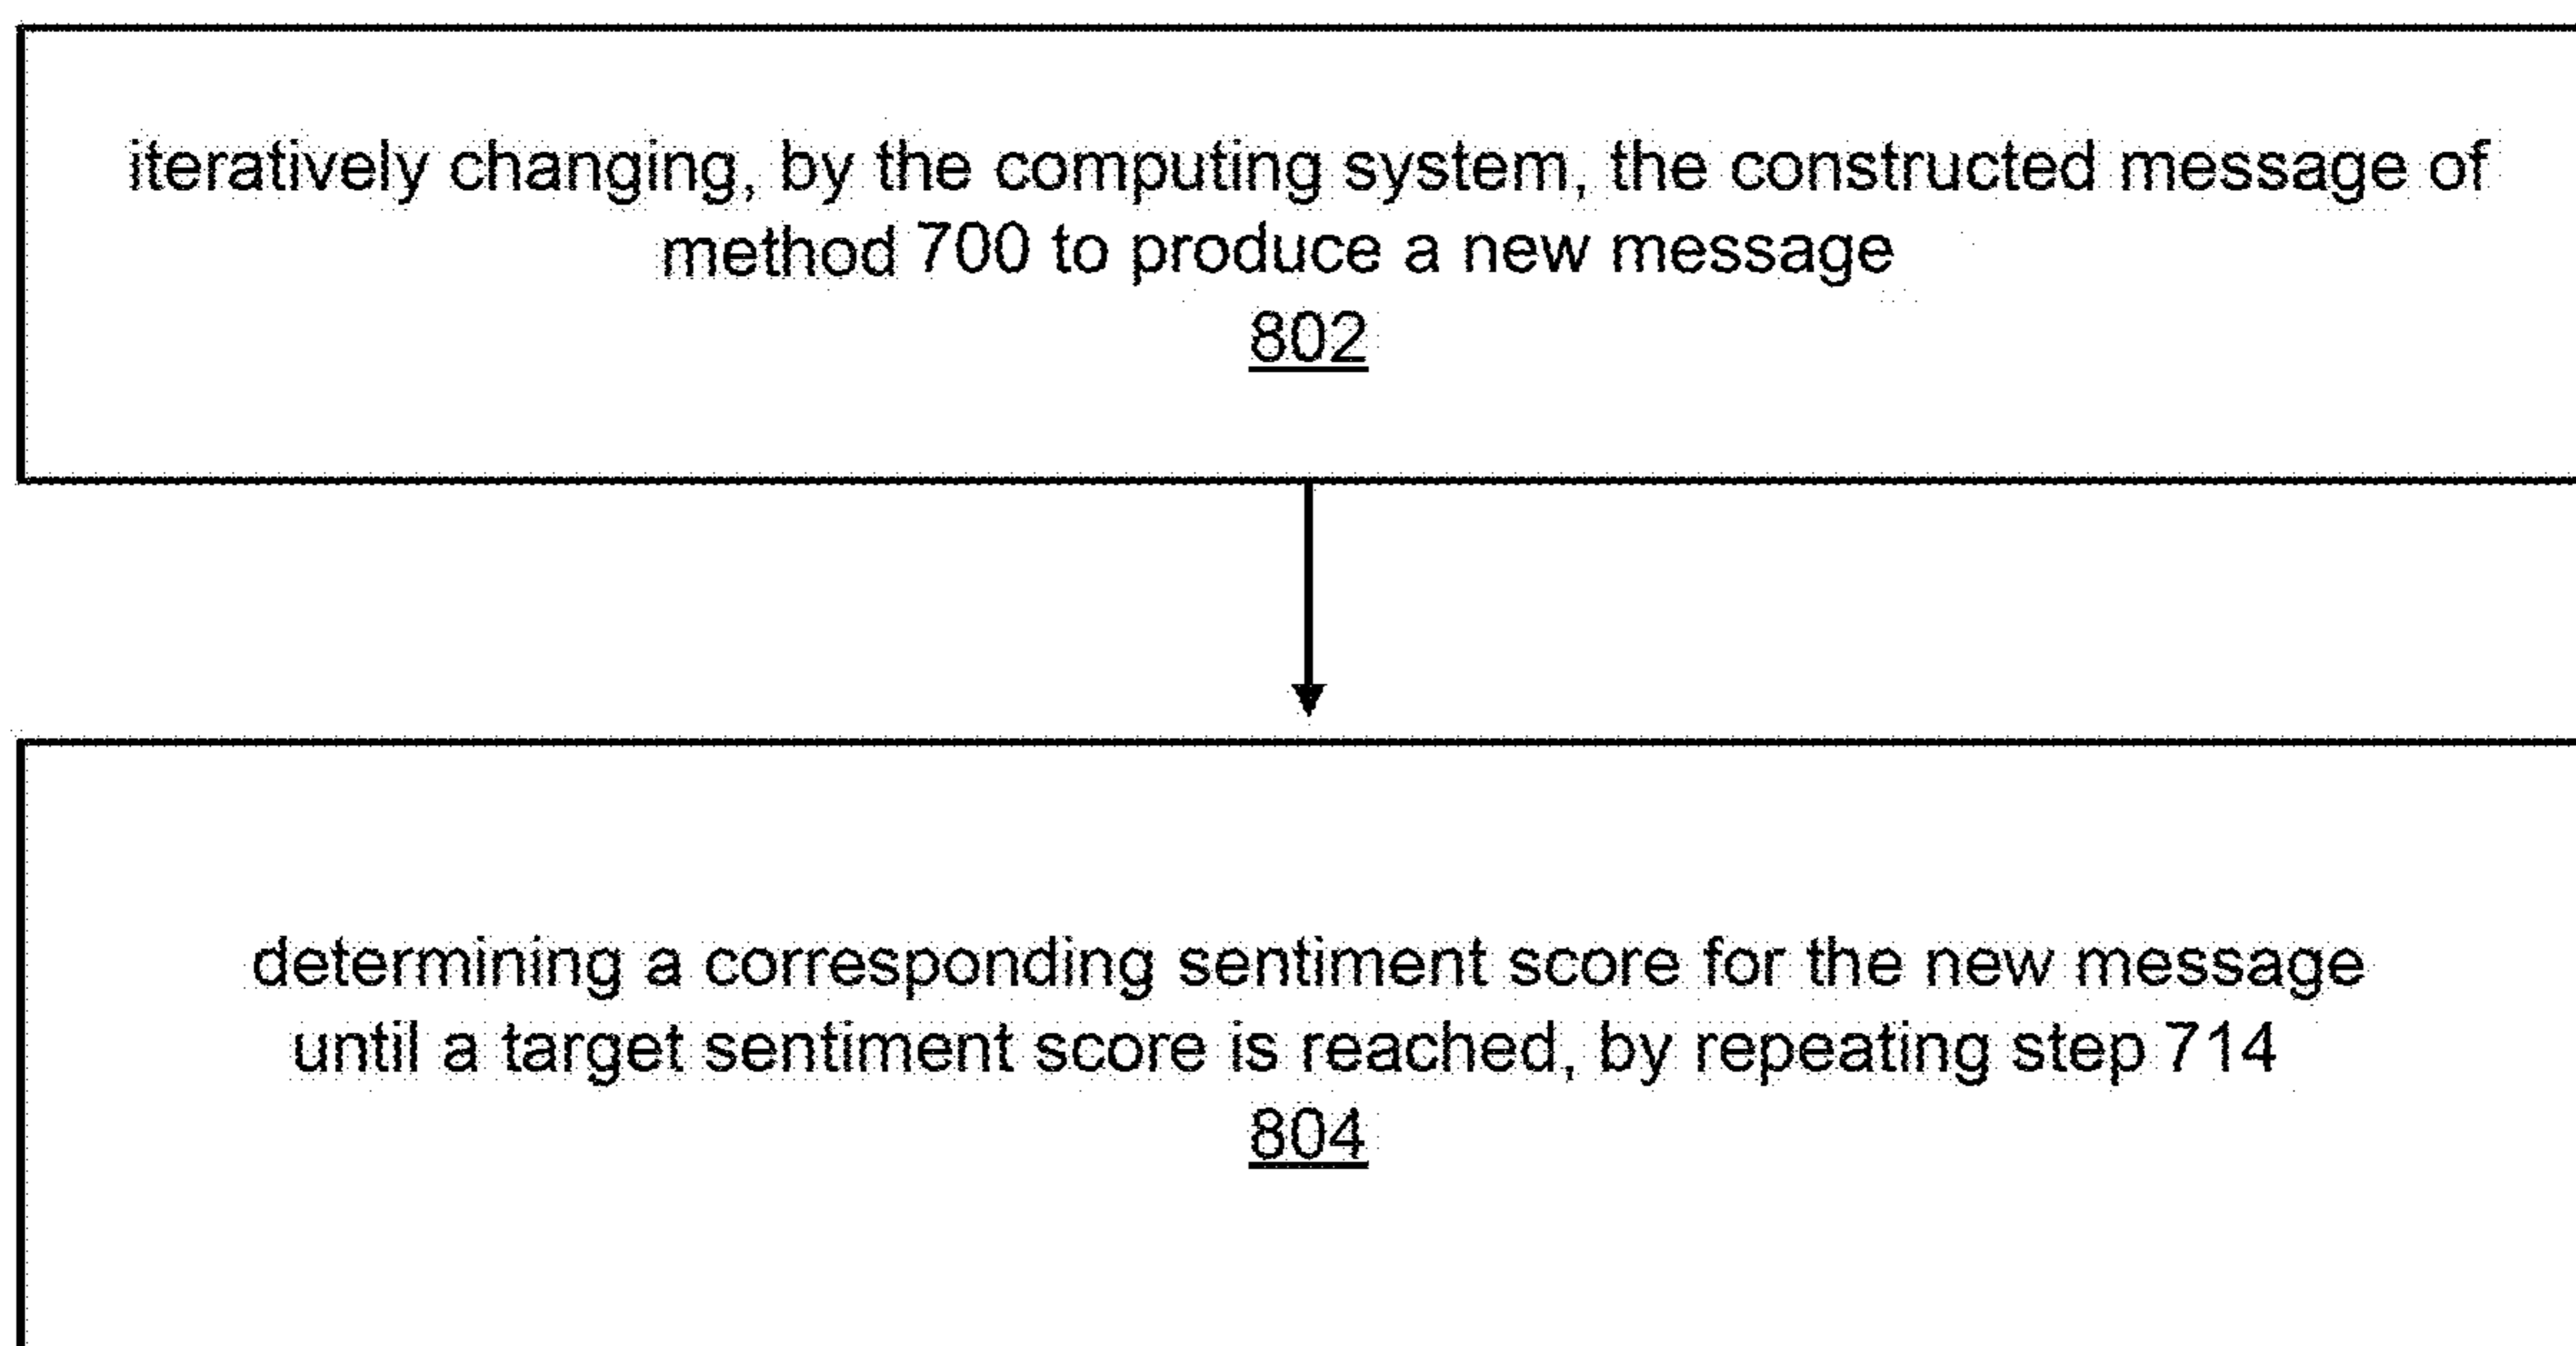 iteratively changing, by the computing system, the constructed message of
method 700 to produce a new message
802
determining a corresponding sentiment score for the new message
until a target sentiment score is reached, by repeating step 714
804